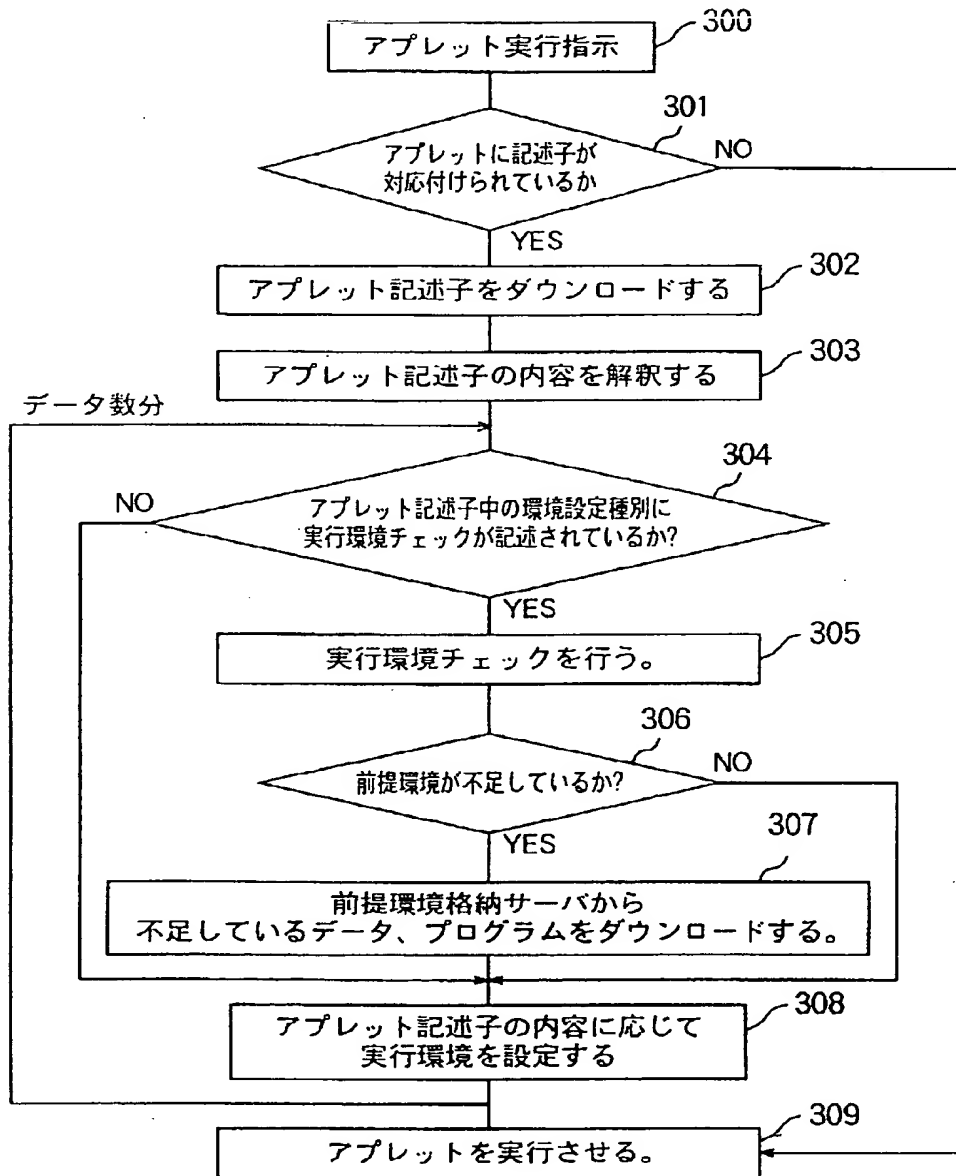 300
アプレット実行指示
301
アプレットに記述子が
対応付けられているか
NO
YES
302
アプレット記述子をダウンロードする
303
アプレット記述子の内容を解釈する
データ数分
304
NO
アプレット記述子中の環境設定種別に
実行環境チェックが記述されているか?
YES
305
実行環境チェックを行う。
306
前提環境が不足しているか?
NO
YES
307
前提環境格納サーバから
不足しているデータ、プログラムをダウンロードする。
308
アプレット記述子の内容に応じて
実行環境を設定する
309
アプレットを実行させる。